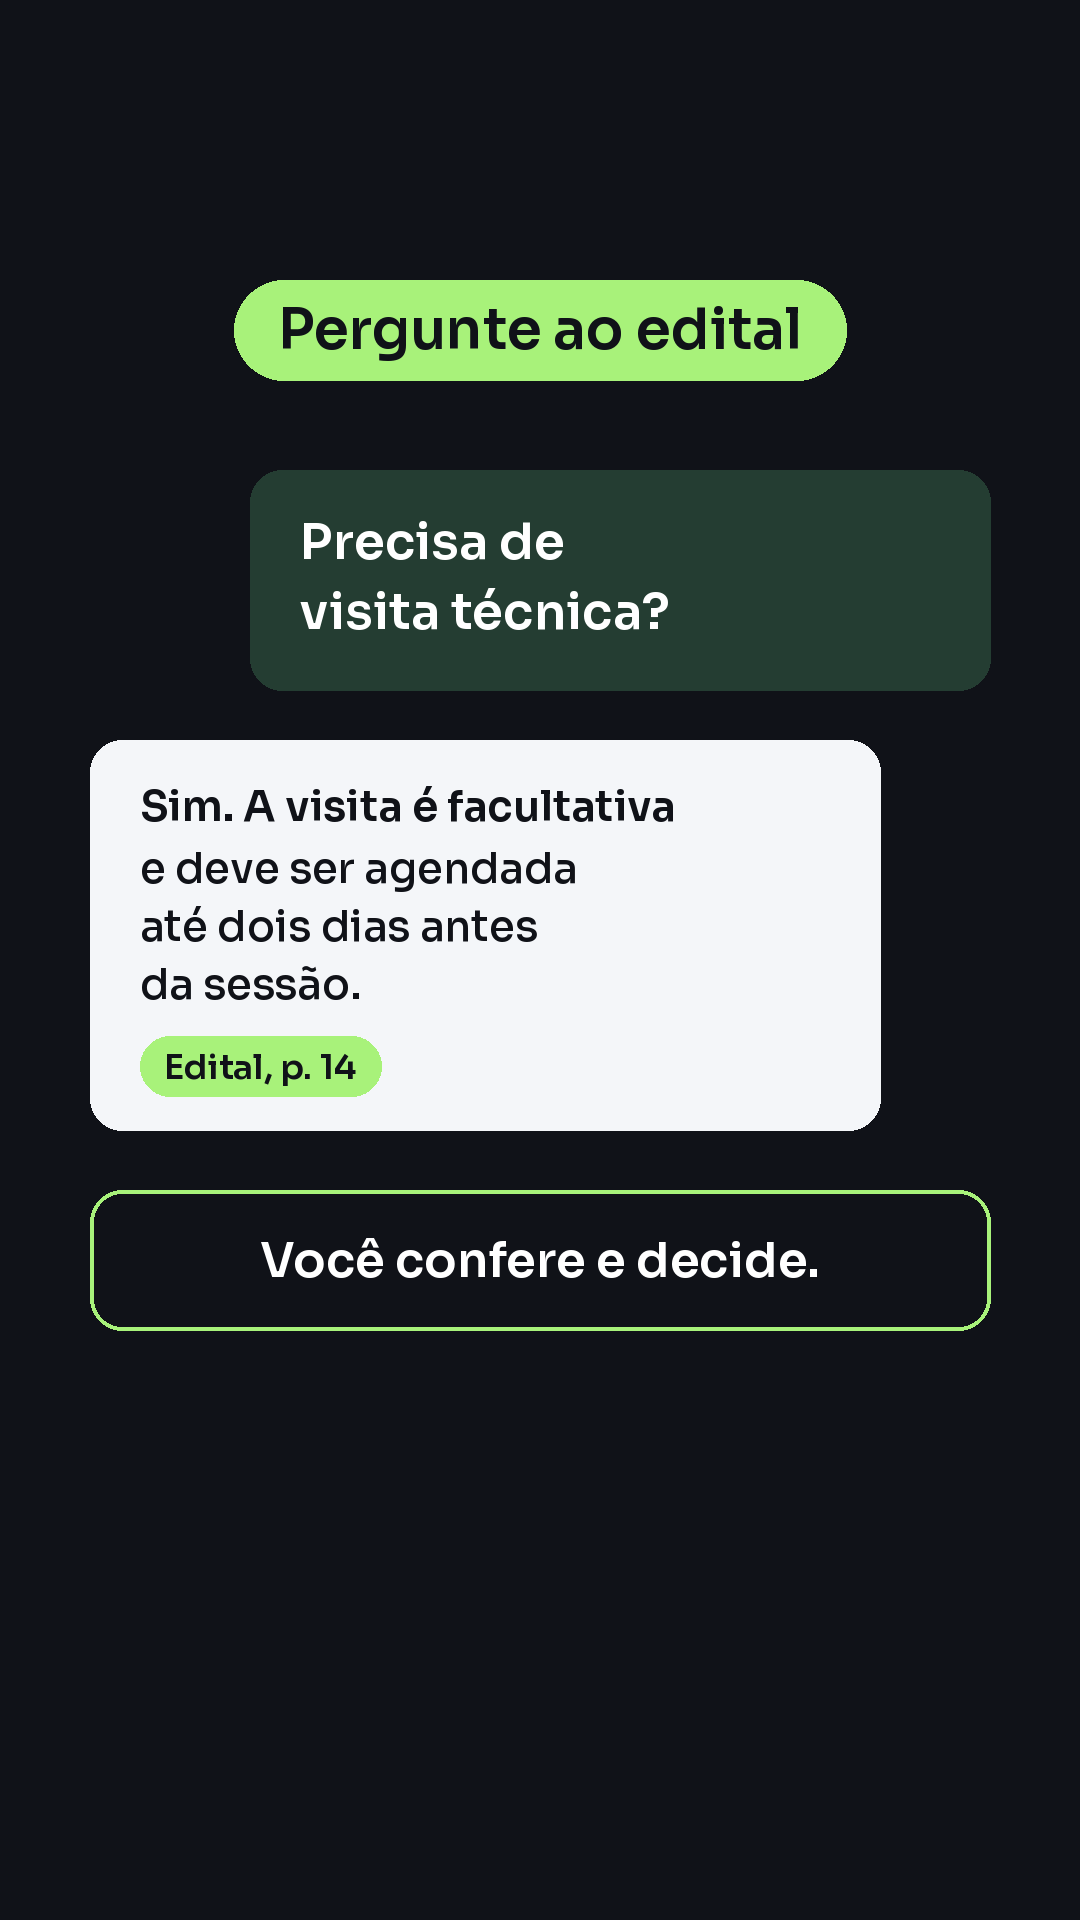 Pergunte ao edital
Precisa de
visita técnica?
Sim. A visita é facultativa
e deve ser agendada
até dois dias antes
da sessão.
Edital, p. 14
Você confere e decide.